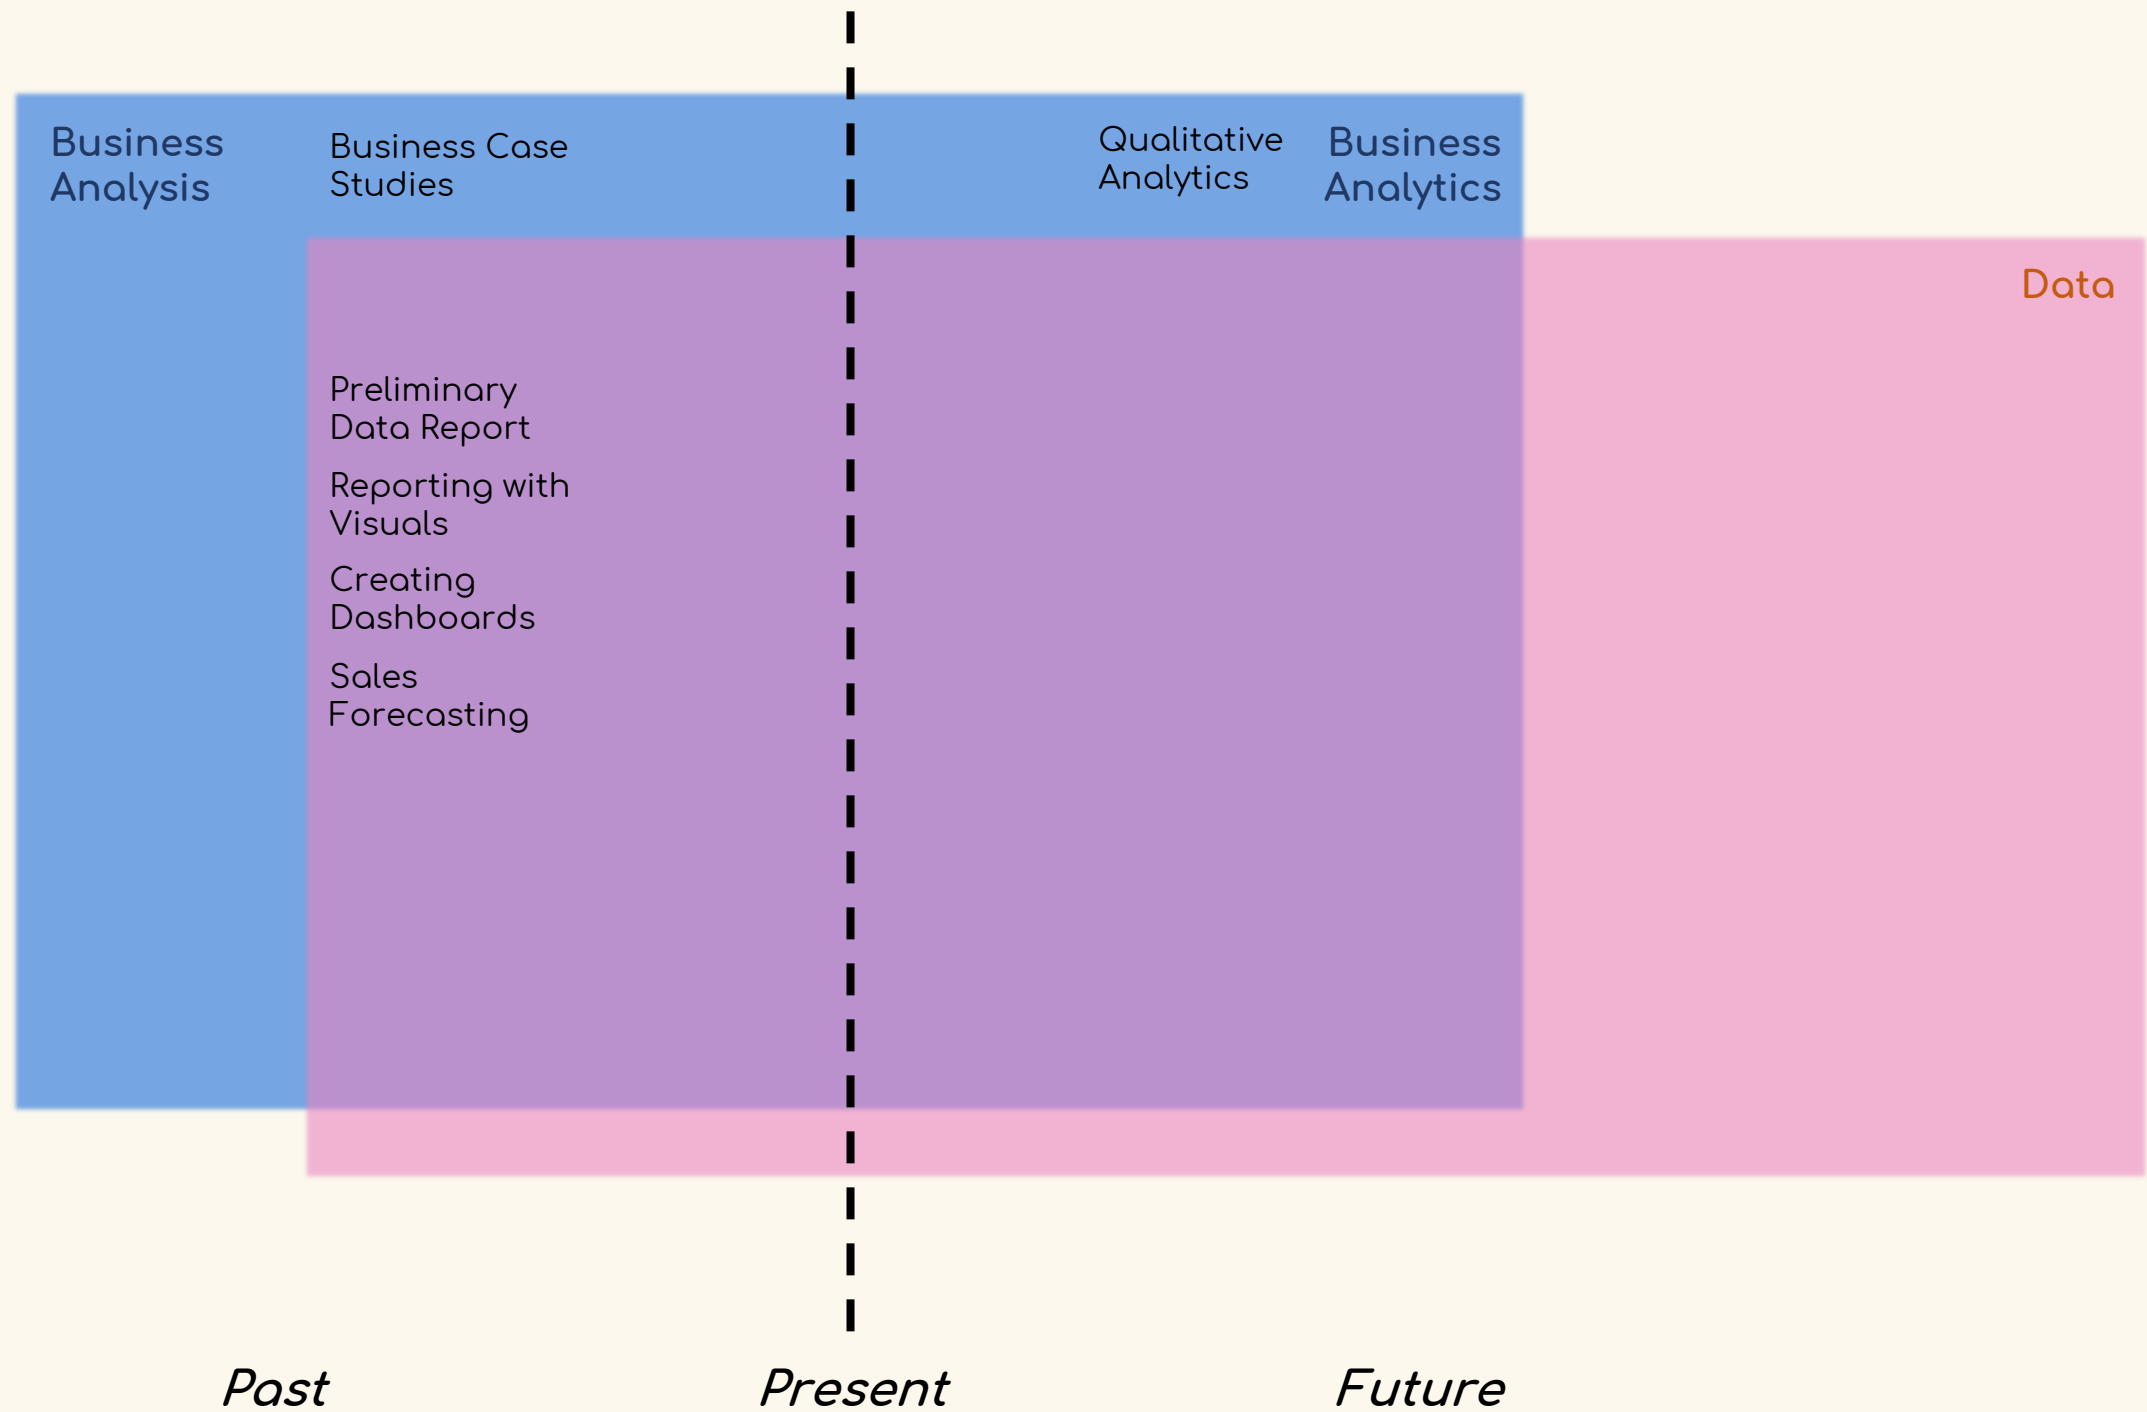 Business
Analysis
Business Case
Studies
Qualitative
Analytics
Business
Analytics
Data
Preliminary
Data Report
Reporting with
Visuals
Creating
Dashboards
Sales
Forecasting
Past
Present
Future